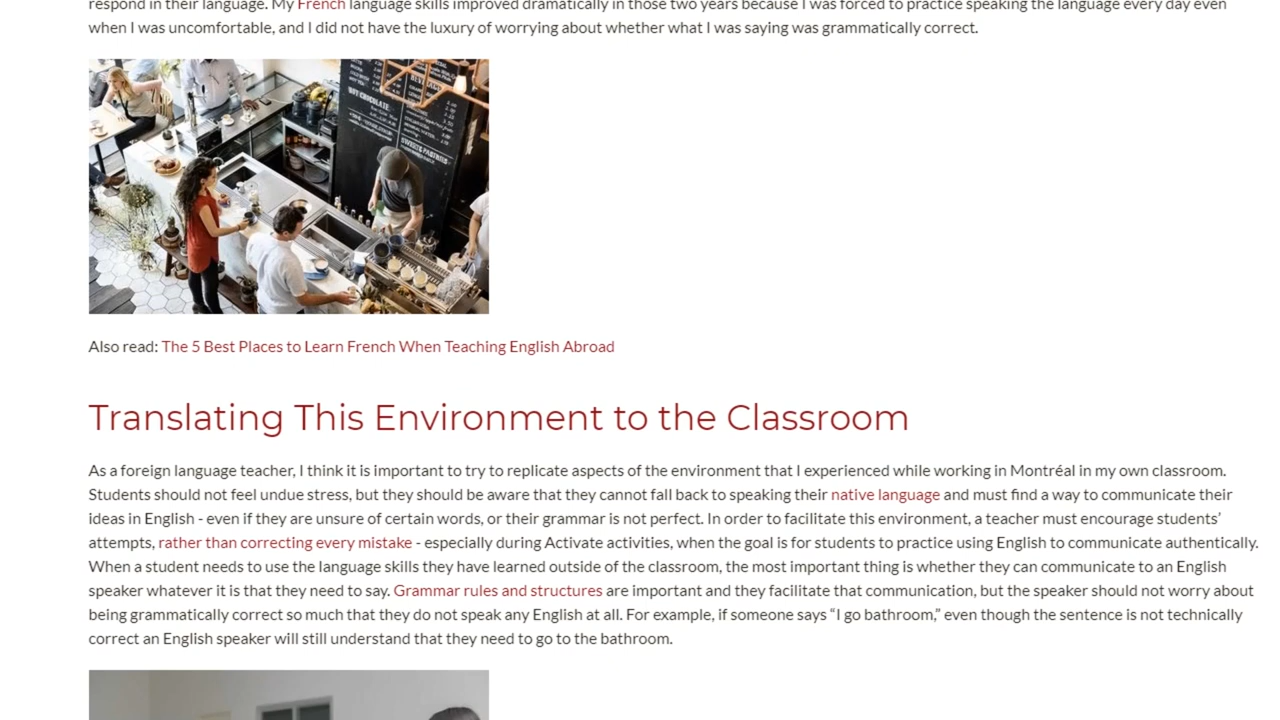 respond in their language. My French language skills improved dramatically in those two years because I was forced to practice speaking the language every day even
when I was uncomfortable, and I did not have the luxury of worrying about whether what I was saying was grammatically correct.
HOT CHOCOLATE
Also read: The 5 Best Places to Learn French When Teaching English Abroad
Translating This Environment to the Classroom
As a foreign language teacher, I think it is important to try to replicate aspects of the environment that I experienced while working in Montréal in my own classroom.
Students should not feel undue stress, but they should be aware that they cannot fall back to speaking their native language and must find a way to communicate their
ideas in English - even if they are unsure of certain words, or their grammar is not perfect. In order to facilitate this environment, a teacher must encourage students’
attempts, rather than correcting every mistake - especially during Activate activities, when the goal is for students to practice using English to communicate authentically.
When a student needs to use the language skills they have learned outside of the classroom, the most important thing is whether they can communicate to an English
speaker whatever it is that they need to say. Grammar rules and structures are important and they facilitate that communication, but the speaker should not worry about
being grammatically correct so much that they do not speak any English at all. For example, if someone says “I go bathroom,” even though the sentence is not technically
correct an English speaker will still understand that they need to go to the bathroom.